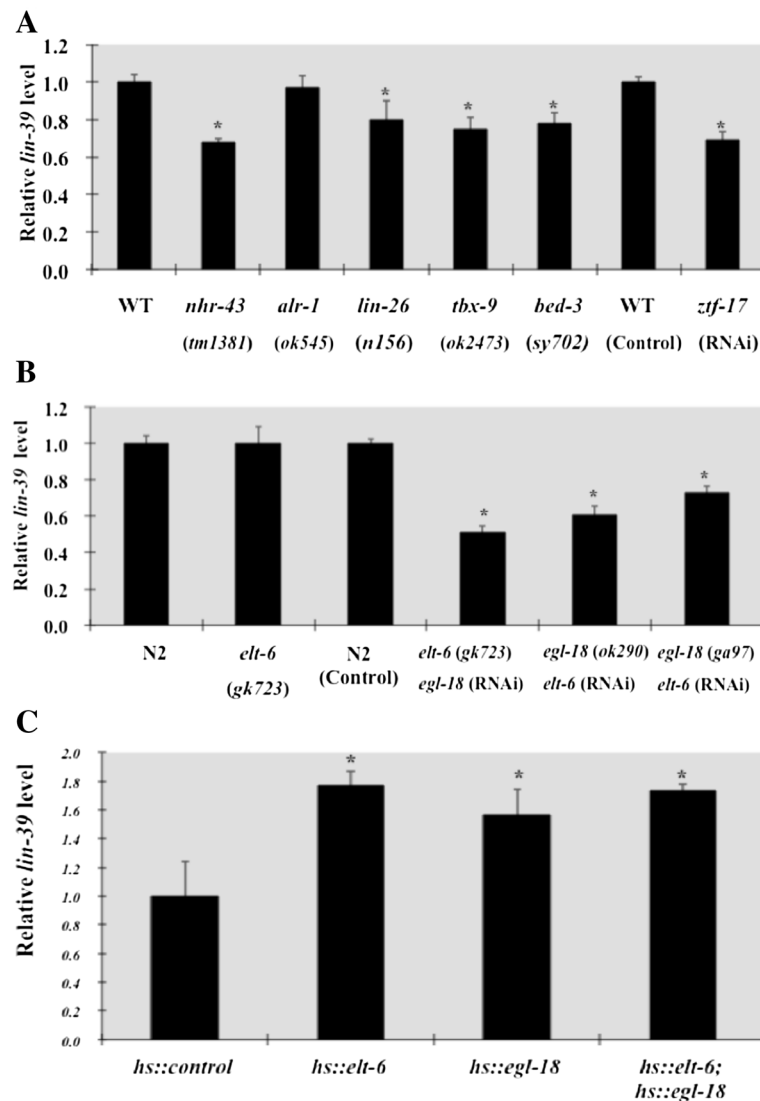 A
Relative lin-39 level
1.2
1.0
0.8
0.6
0.4
0.2
0.0
* * * * *
WT nhr-43 alr-1 lin-26 tbx-9 bed-3 WT ztf-17
(tm1381) (ok545) (n156) (ok2473) (sy702) (Control) (RNAi)
B
Relative lin-39 level
1.2
1.0
0.8
0.6
0.4
0.2
0.0
* * *
N2 elt-6 N2 elt-6 (gk723) egl-18 (ok290) egl-18 (ga97)
(gk723) (Control) egl-18 (RNAi) elt-6 (RNAi) elt-6 (RNAi)
C
Relative lin-39 level
2.0
1.8
1.6
1.4
1.2
1.0
0.8
0.6
0.4
0.2
0.0
* * *
hs::control hs::elt-6 hs::egl-18 hs::elt-6;
hs::egl-18